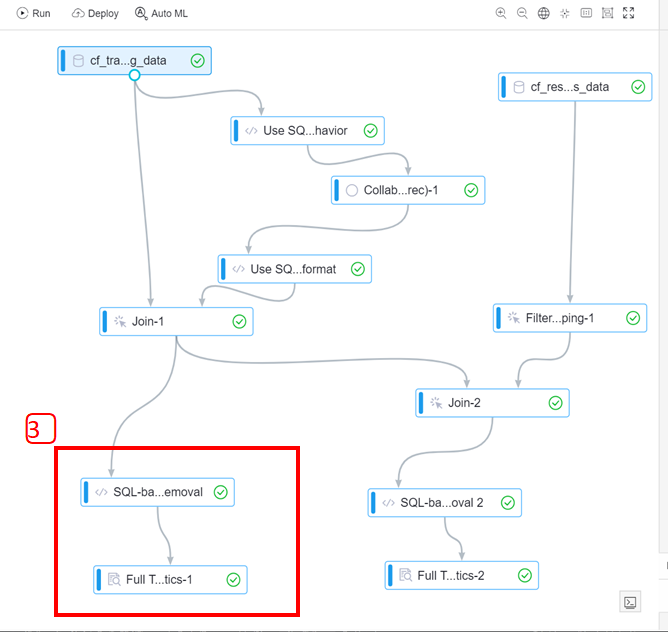 Run Deploy Auto ML
cf_tra...g_data
cf_res...s_data
Use SQ...havior
Collab...rec)-1
Use SQ...format
Join-1
Filter...ping-1
Join-2
3
SQL-ba...emoval
SQL-ba...oval 2
Full T...tics-1
Full T...tics-2